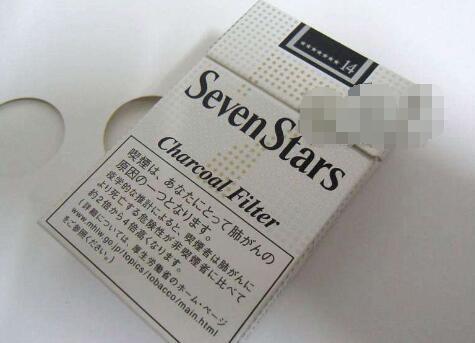 ★★★★★★★ 14
SevenStars
Charcoal Filter
喫煙は、あなたにとって肺がんの
原因の一つとなります。
疫学的な推計によると、喫煙者は肺がんに
より死亡する危険性が非喫煙者に比べて
約2倍から4倍高くなります。
(詳細については、厚生労働省のホーム・ページ
www.mhlw.go.jp/topics/tobacco/main.html
をご参照ください。)